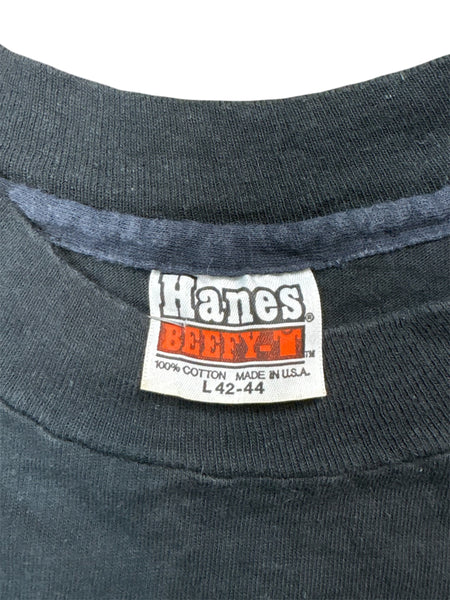 Hanes®
BEEFY-T™
100% COTTON MADE IN U.S.A.
L 42-44